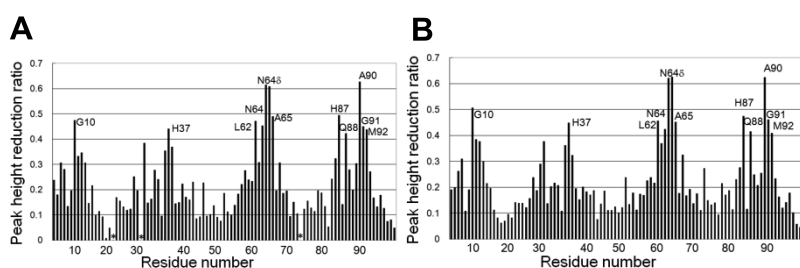 A
Peak height reduction ratio
0.7
0.6
0.5
0.4
0.3
0.2
0.1
0
G10
H37
L62
N64
N64δ
A65
H87
Q88
A90
G91
M92
*
*
*
10
20
30
40
50
60
70
80
90
Residue number
B
Peak height reduction ratio
0.7
0.6
0.5
0.4
0.3
0.2
0.1
0
G10
H37
L62
N64
N64δ
A65
H87
Q88
A90
G91
M92
10
20
30
40
50
60
70
80
90
Residue number